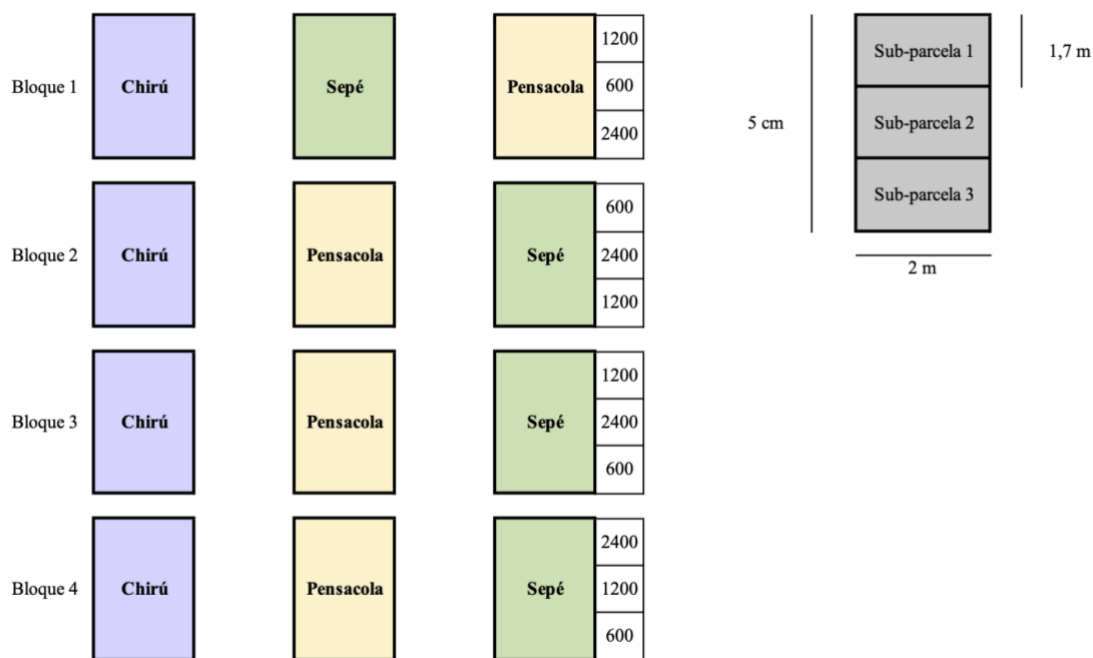 Bloque 1
Chirú
Sepé
Pensacola
1200
600
2400
Bloque 2
Chirú
Pensacola
Sepé
600
2400
1200
Bloque 3
Chirú
Pensacola
Sepé
1200
2400
600
Bloque 4
Chirú
Pensacola
Sepé
2400
1200
600
5 cm
Sub-parcela 1
Sub-parcela 2
Sub-parcela 3
1,7 m
2 m